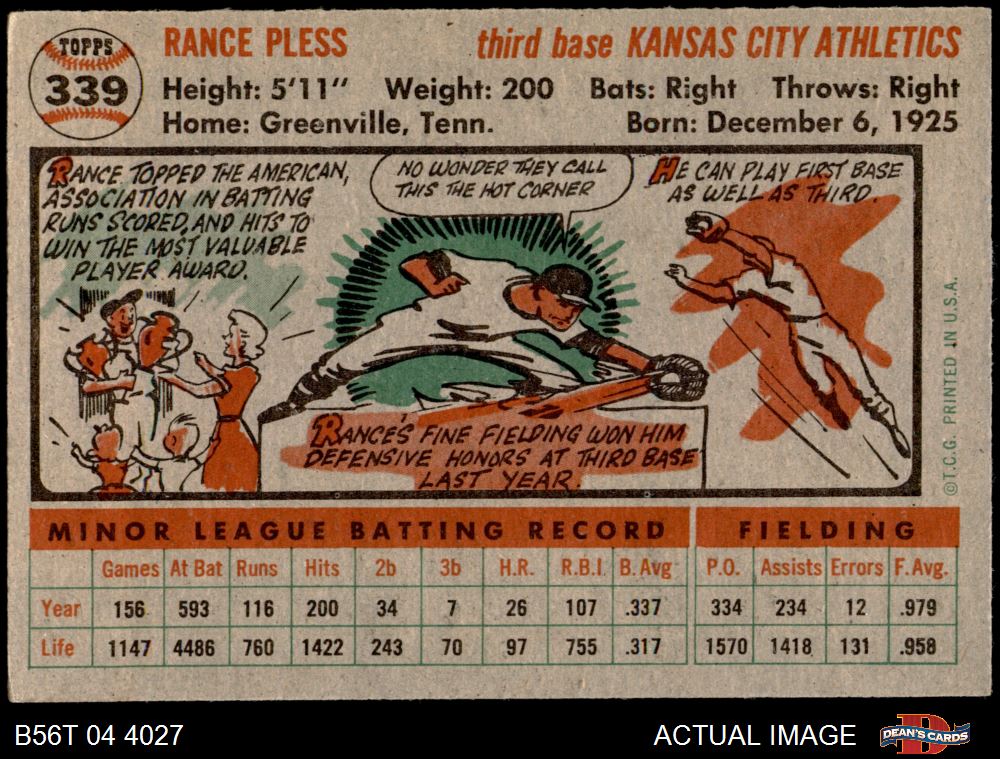 TOPPS
339
RANCE PLESS
third base KANSAS CITY ATHLETICS
Height: 5'11" Weight: 200 Bats: Right Throws: Right
Home: Greenville, Tenn. Born: December 6, 1925
RANCE TOPPED THE AMERICAN,
ASSOCIATION IN BATTING
RUNS SCORED, AND HITS TO
WIN THE MOST VALUABLE
PLAYER AWARD.
NO WONDER THEY CALL
THIS THE HOT CORNER
HE CAN PLAY FIRST BASE
AS WELL AS THIRD.
RANCE'S FINE FIELDING WON HIM
DEFENSIVE HONORS AT THIRD BASE
LAST YEAR.
©T.C.G. PRINTED IN U.S.A.
MINOR LEAGUE BATTING RECORD FIELDING
Games At Bat Runs Hits 2b 3b H.R. R.B.I. B.Avg P.O. Assists Errors F.Avg.
Year 156 593 116 200 34 7 26 107 .337 334 234 12 .979
Life 1147 4486 760 1422 243 70 97 755 .317 1570 1418 131 .958
B56T 04 4027 ACTUAL IMAGE DEAN'S CARDS